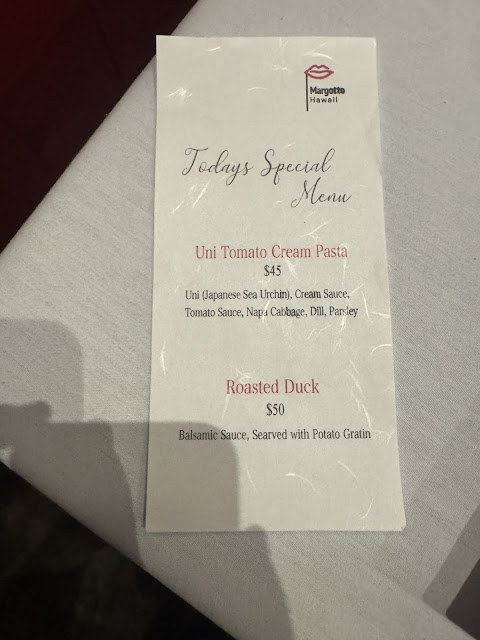 Margotto
Hawaii
Todays Special
Menu
Uni Tomato Cream Pasta
$45
Uni (Japanese Sea Urchin), Cream Sauce,
Tomato Sauce, Napa Cabbage, Dill, Parsley
Roasted Duck
$50
Balsamic Sauce, Searved with Potato Gratin